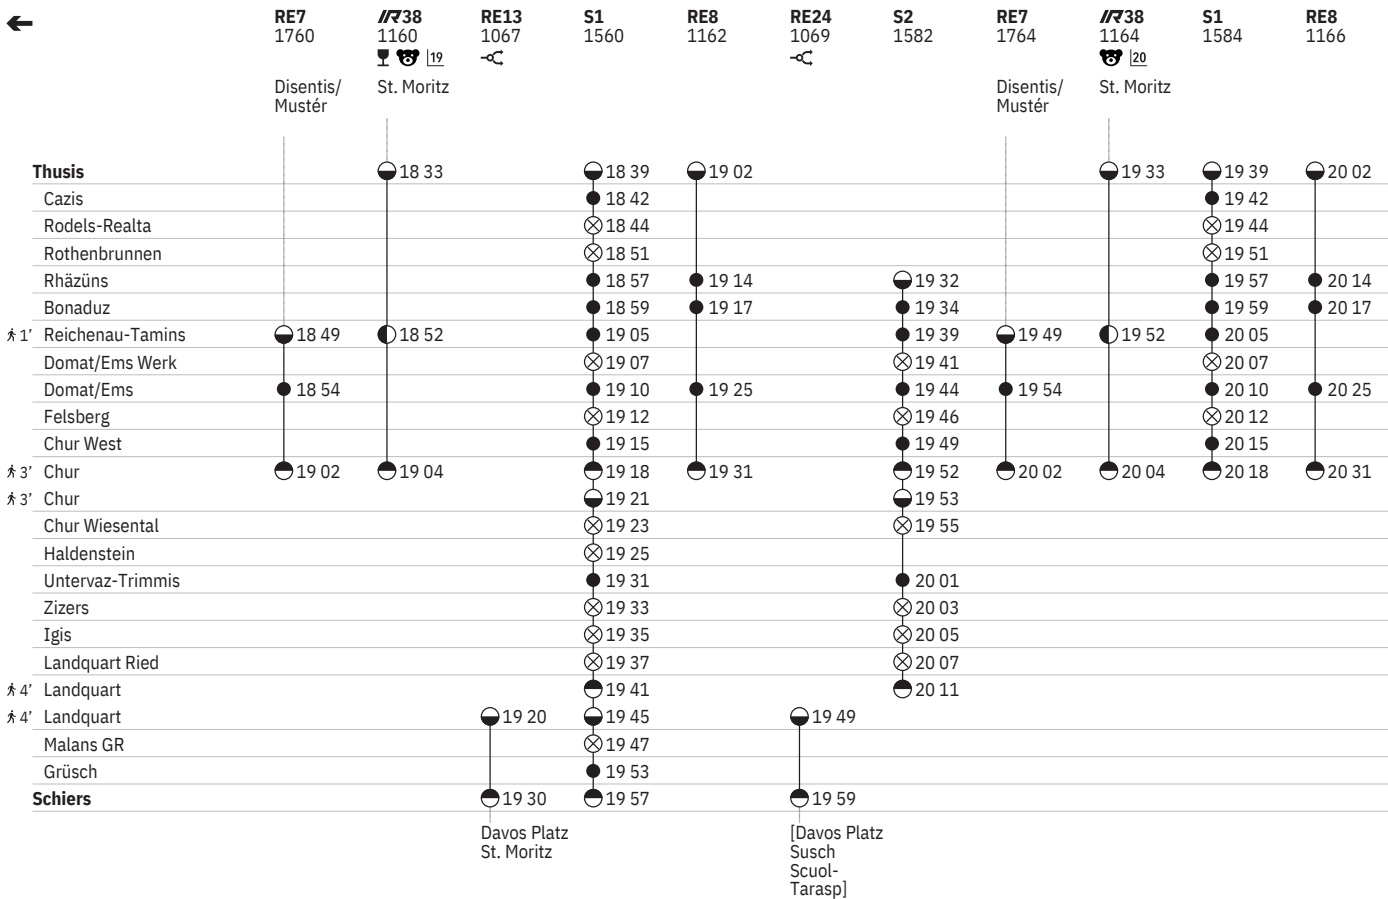 RE7 IR38 RE13 S1 RE8 RE24 S2 RE7 IR38 S1 RE8
1760 1160 1067 1560 1162 1069 1582 1764 1164 1584 1166
19 20
Disentis/ St. Moritz Disentis/ St. Moritz
Mustér Mustér
Thusis 18 33 18 39 19 02 19 33 19 39 20 02
Cazis 18 42 19 42
Rodels-Realta 18 44 19 44
Rothenbrunnen 18 51 19 51
Rhäzüns 18 57 19 14 19 32 19 57 20 14
Bonaduz 18 59 19 17 19 34 19 59 20 17
1’ Reichenau-Tamins 18 49 18 52 19 05 19 39 19 49 19 52 20 05
Domat/Ems Werk 19 07 19 41 20 07
Domat/Ems 18 54 19 10 19 25 19 44 19 54 20 10 20 25
Felsberg 19 12 19 46 20 12
Chur West 19 15 19 49 20 15
3’ Chur 19 02 19 04 19 18 19 31 19 52 20 02 20 04 20 18 20 31
3’ Chur 19 21 19 53
Chur Wiesental 19 23 19 55
Haldenstein 19 25
Untervaz-Trimmis 19 31 20 01
Zizers 19 33 20 03
Igis 19 35 20 05
Landquart Ried 19 37 20 07
4’ Landquart 19 41 20 11
4’ Landquart 19 20 19 45 19 49
Malans GR 19 47
Grüsch 19 53
Schiers 19 30 19 57 19 59
Davos Platz [Davos Platz
St. Moritz Susch
Scuol-
Tarasp]